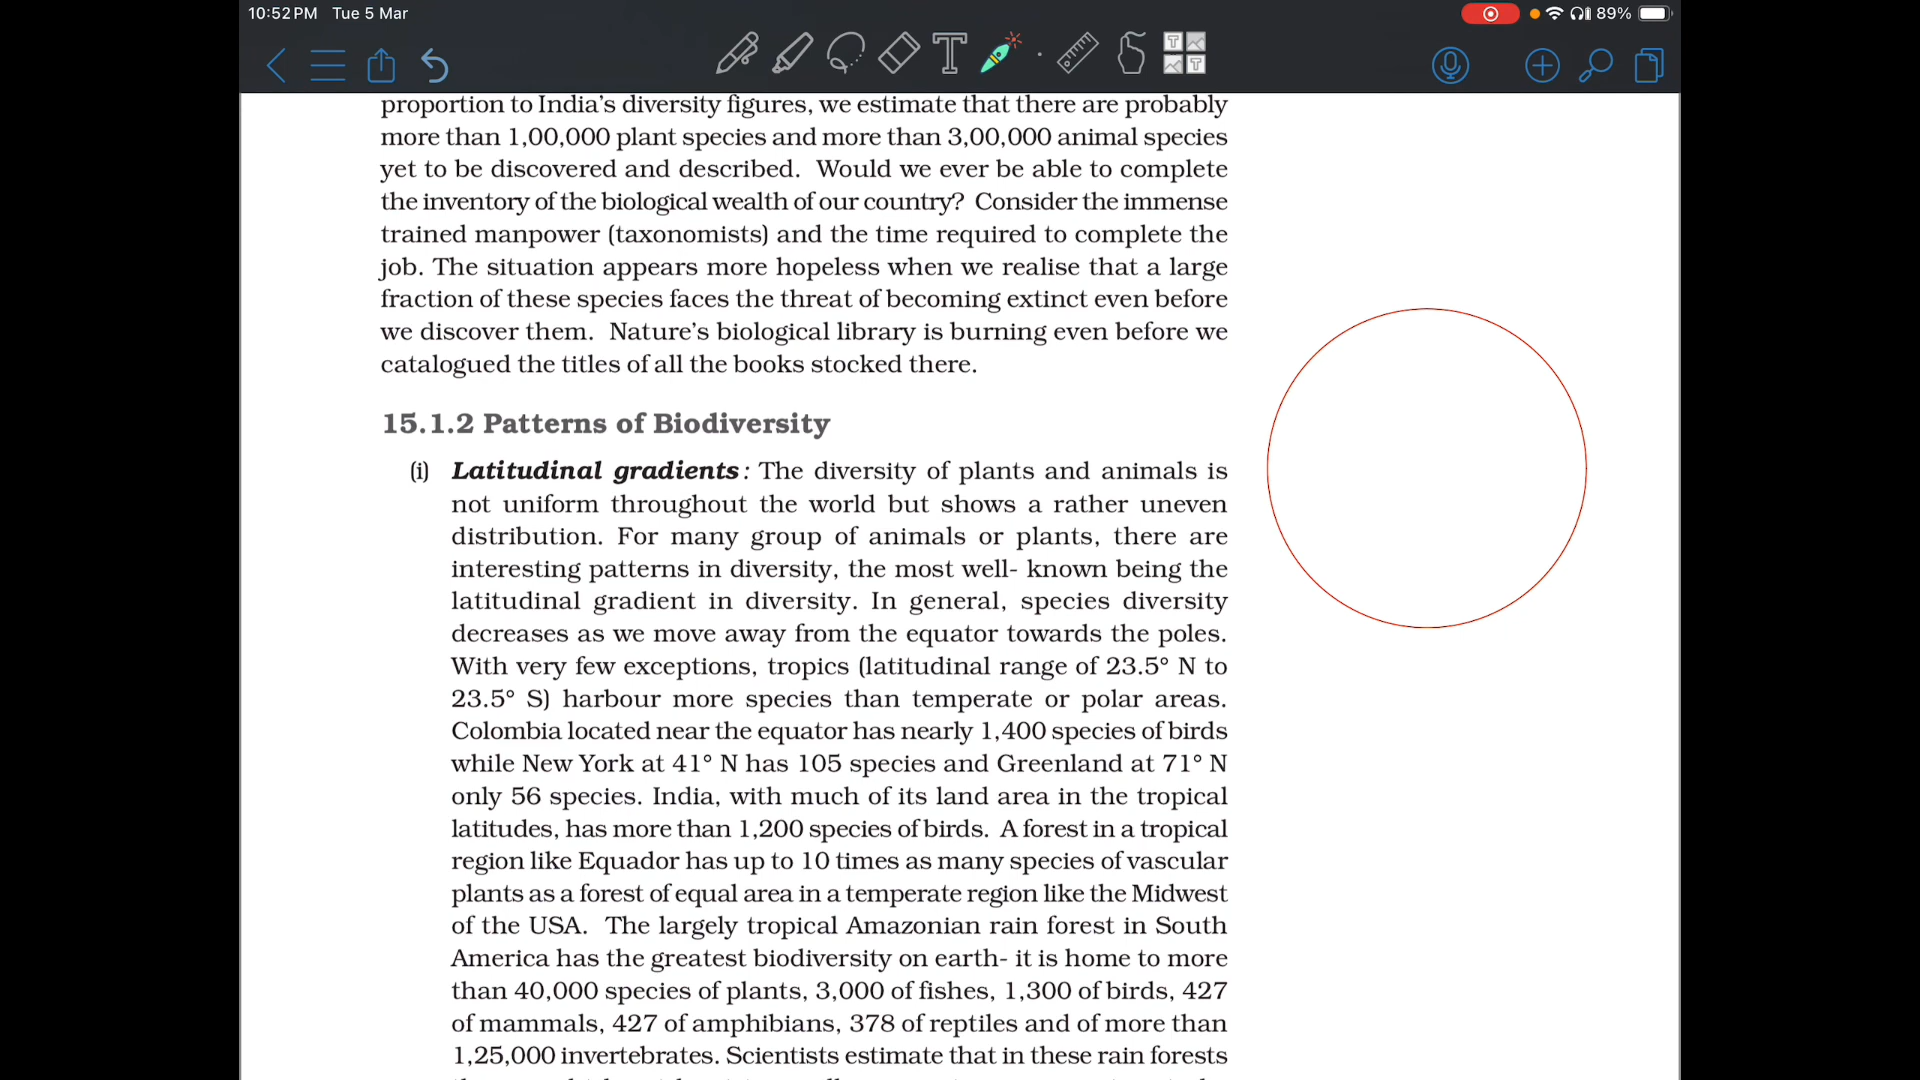 10:52 PM Tue 5 Mar
89%
proportion to India's diversity figures, we estimate that there are probably
more than 1,00,000 plant species and more than 3,00,000 animal species
yet to be discovered and described. Would we ever be able to complete
the inventory of the biological wealth of our country? Consider the immense
trained manpower (taxonomists) and the time required to complete the
job. The situation appears more hopeless when we realise that a large
fraction of these species faces the threat of becoming extinct even before
we discover them. Nature's biological library is burning even before we
catalogued the titles of all the books stocked there.
15.1.2 Patterns of Biodiversity
(i) Latitudinal gradients: The diversity of plants and animals is
not uniform throughout the world but shows a rather uneven
distribution. For many group of animals or plants, there are
interesting patterns in diversity, the most well- known being the
latitudinal gradient in diversity. In general, species diversity
decreases as we move away from the equator towards the poles.
With very few exceptions, tropics (latitudinal range of 23.5° N to
23.5° S) harbour more species than temperate or polar areas.
Colombia located near the equator has nearly 1,400 species of birds
while New York at 41° N has 105 species and Greenland at 71° N
only 56 species. India, with much of its land area in the tropical
latitudes, has more than 1,200 species of birds. A forest in a tropical
region like Equador has up to 10 times as many species of vascular
plants as a forest of equal area in a temperate region like the Midwest
of the USA. The largely tropical Amazonian rain forest in South
America has the greatest biodiversity on earth- it is home to more
than 40,000 species of plants, 3,000 of fishes, 1,300 of birds, 427
of mammals, 427 of amphibians, 378 of reptiles and of more than
1,25,000 invertebrates. Scientists estimate that in these rain forests